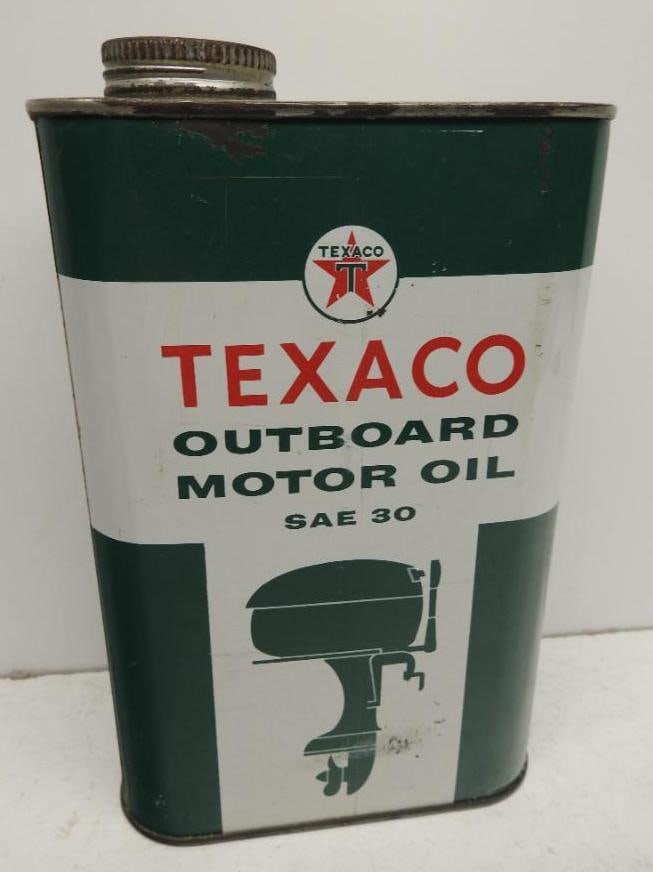 TEXACO
T
TEXACO
OUTBOARD
MOTOR OIL
SAE 30